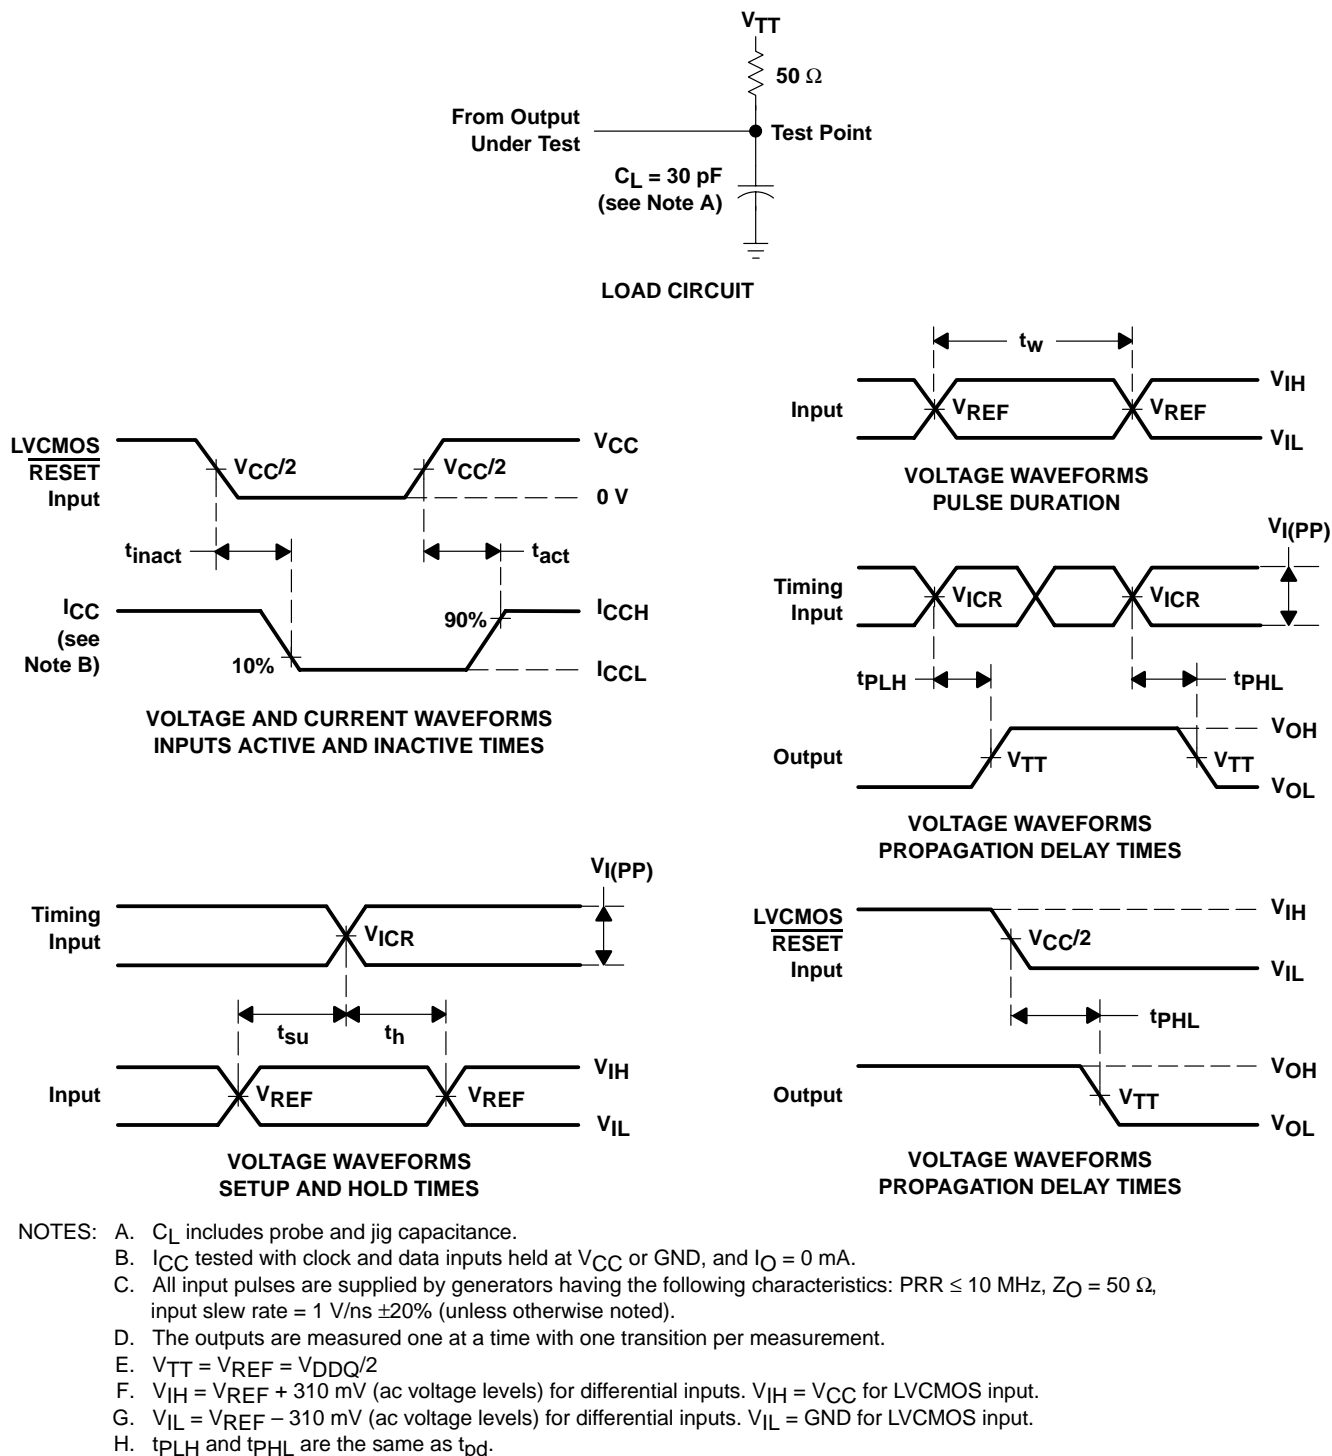 VTT
50 Ω
From Output
Under Test
Test Point
CL = 30 pF
(see Note A)
LOAD CIRCUIT
LVCMOS
RESET
Input
VCC/2
VCC/2
VCC
0 V
tinact
tact
ICC
(see
Note B)
10%
90%
ICCH
ICCL
VOLTAGE AND CURRENT WAVEFORMS
INPUTS ACTIVE AND INACTIVE TIMES
tw
Input
VREF
VREF
VIH
VIL
VOLTAGE WAVEFORMS
PULSE DURATION
VI(PP)
Timing
Input
VICR
VICR
tPLH
tPHL
Output
VTT
VTT
VOH
VOL
VOLTAGE WAVEFORMS
PROPAGATION DELAY TIMES
VI(PP)
Timing
Input
VICR
tsu
th
Input
VREF
VREF
VIH
VIL
VOLTAGE WAVEFORMS
SETUP AND HOLD TIMES
LVCMOS
RESET
Input
VCC/2
VIH
VIL
tPHL
Output
VTT
VOH
VOL
VOLTAGE WAVEFORMS
PROPAGATION DELAY TIMES
NOTES: A. CL includes probe and jig capacitance.
B. ICC tested with clock and data inputs held at VCC or GND, and IO = 0 mA.
C. All input pulses are supplied by generators having the following characteristics: PRR ≤ 10 MHz, ZO = 50 Ω,
input slew rate = 1 V/ns ±20% (unless otherwise noted).
D. The outputs are measured one at a time with one transition per measurement.
E. VTT = VREF = VDDQ/2
F. VIH = VREF + 310 mV (ac voltage levels) for differential inputs. VIH = VCC for LVCMOS input.
G. VIL = VREF – 310 mV (ac voltage levels) for differential inputs. VIL = GND for LVCMOS input.
H. tPLH and tPHL are the same as tpd.